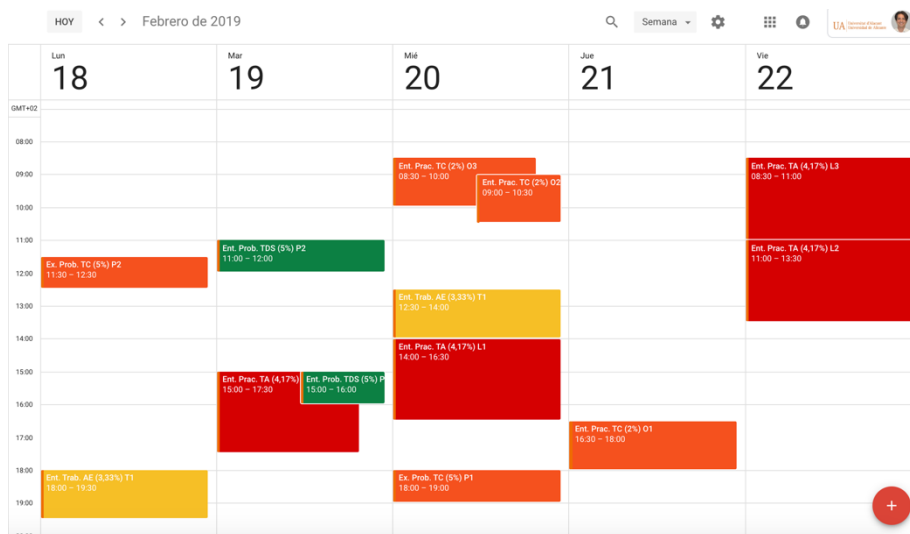 HOY
Febrero de 2019
Semana
UA
Universitat d'Alacant
Universidad de Alicante
Lun
18
Mar
19
Mié
20
Jue
21
Vie
22
GMT+02
08:00
09:00
10:00
11:00
12:00
13:00
14:00
15:00
16:00
17:00
18:00
19:00
Ex. Prob. TC (5%) P2
11:30 – 12:30
Ent. Trab. AE (3,33%) T1
18:00 – 19:30
Ent. Prob. TDS (5%) P2
11:00 – 12:00
Ent. Prac. TA (4,17%)
15:00 – 17:30
Ent. Prob. TDS (5%) P
15:00 – 16:00
Ent. Prac. TC (2%) O3
08:30 – 10:00
Ent. Prac. TC (2%) O2
09:00 – 10:30
Ent. Trab. AE (3,33%) T1
12:30 – 14:00
Ent. Prac. TA (4,17%) L1
14:00 – 16:30
Ex. Prob. TC (5%) P1
18:00 – 19:00
Ent. Prac. TC (2%) O1
16:30 – 18:00
Ent. Prac. TA (4,17%) L3
08:30 – 11:00
Ent. Prac. TA (4,17%) L2
11:00 – 13:30